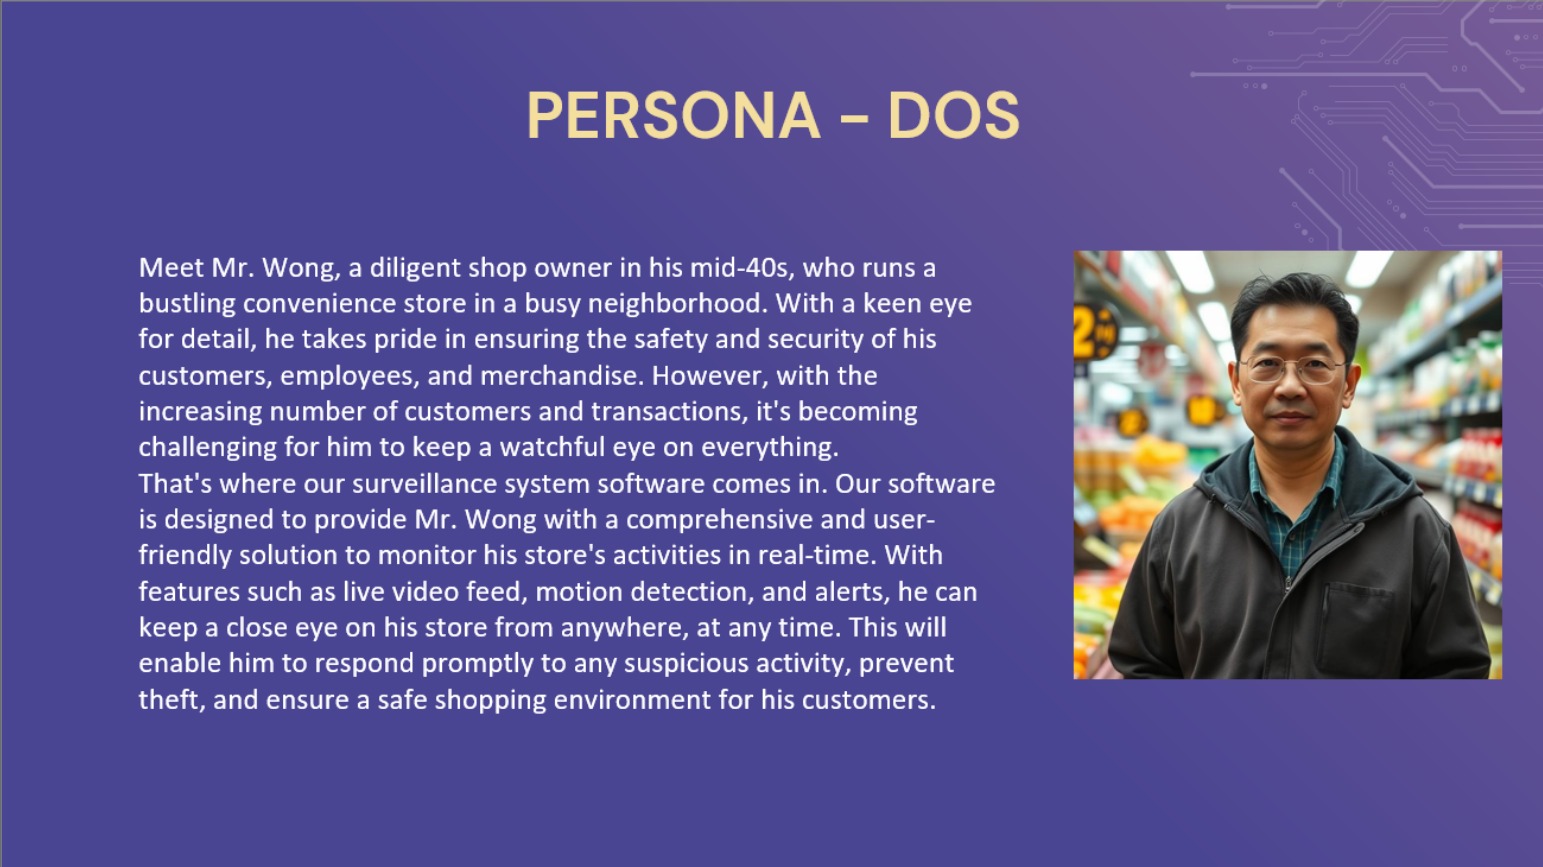 PERSONA – DOS
Meet Mr. Wong, a diligent shop owner in his mid-40s, who runs a
bustling convenience store in a busy neighborhood. With a keen eye
for detail, he takes pride in ensuring the safety and security of his
customers, employees, and merchandise. However, with the
increasing number of customers and transactions, it's becoming
challenging for him to keep a watchful eye on everything.
That's where our surveillance system software comes in. Our software
is designed to provide Mr. Wong with a comprehensive and user-
friendly solution to monitor his store's activities in real-time. With
features such as live video feed, motion detection, and alerts, he can
keep a close eye on his store from anywhere, at any time. This will
enable him to respond promptly to any suspicious activity, prevent
theft, and ensure a safe shopping environment for his customers.